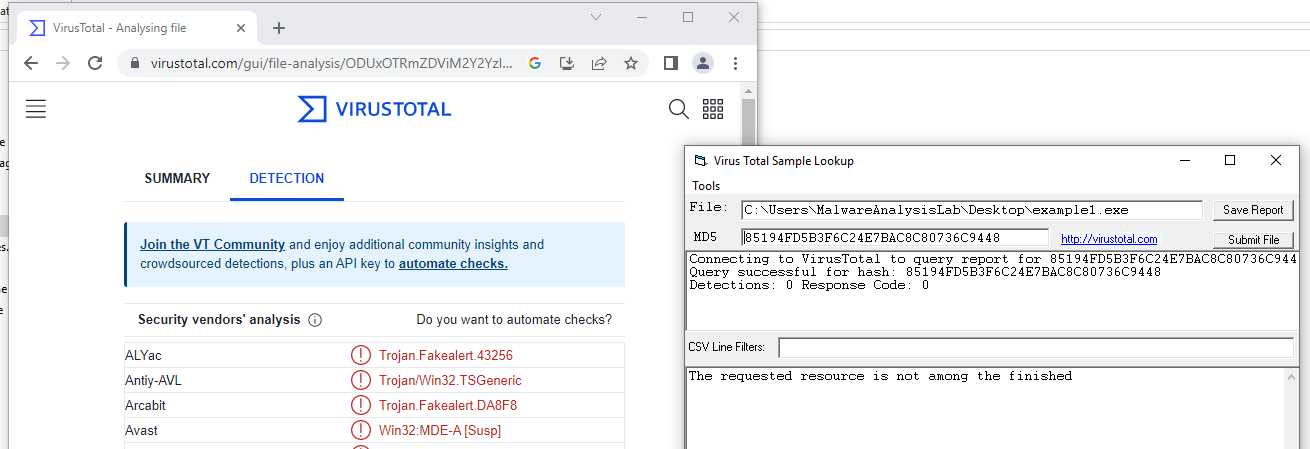 VirusTotal - Analysing file
virustotal.com/gui/file-analysis/ODUxOTRmZDViM2Y2YzI...
VIRUSTOTAL
SUMMARY DETECTION
Join the VT Community and enjoy additional community insights and
crowdsourced detections, plus an API key to automate checks.
Security vendors' analysis Do you want to automate checks?
ALYac Trojan.Fakealert.43256
Antiy-AVL Trojan/Win32.TSGeneric
Arcabit Trojan.Fakealert.DA8F8
Avast Win32:MDE-A [Susp]
Virus Total Sample Lookup
Tools
File: C:\Users\MalwareAnalysisLab\Desktop\example1.exe Save Report
MD5 85194FD5B3F6C24E7BAC8C80736C9448 http://virustotal.com Submit File
Connecting to VirusTotal to query report for 85194FD5B3F6C24E7BAC8C80736C944
Query successful for hash: 85194FD5B3F6C24E7BAC8C80736C9448
Detections: 0 Response Code: 0
CSV Line Filters:
The requested resource is not among the finished